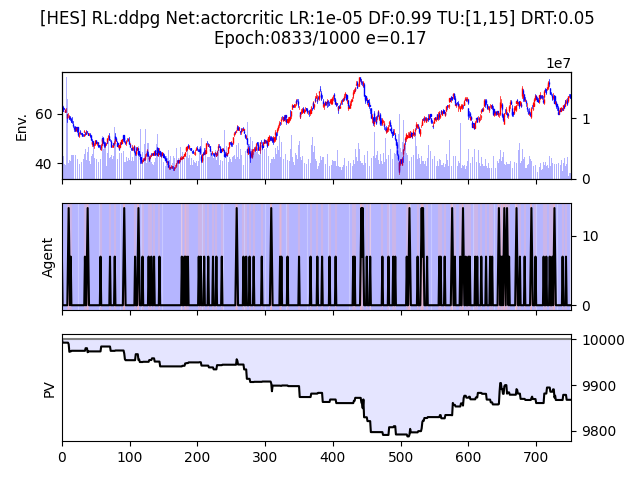 [HES] RL:ddpg Net:actorcritic LR:1e-05 DF:0.99 TU:[1,15] DRT:0.05
Epoch:0833/1000 e=0.17
1e7
Env.
60
40
1
0
Agent
10
0
PV
10000
9900
9800
0 100 200 300 400 500 600 700